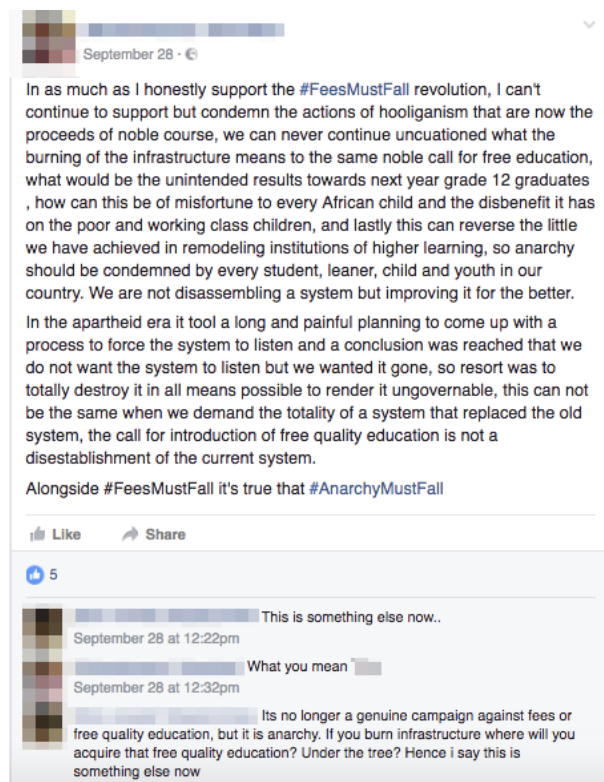 September 28 ·
In as much as I honestly support the #FeesMustFall revolution, I can't
continue to support but condemn the actions of hooliganism that are now the
proceeds of noble course, we can never continue uncuationed what the
burning of the infrastructure means to the same noble call for free education,
what would be the unintended results towards next year grade 12 graduates
, how can this be of misfortune to every African child and the disbenefit it has
on the poor and working class children, and lastly this can reverse the little
we have achieved in remodeling institutions of higher learning, so anarchy
should be condemned by every student, leaner, child and youth in our
country. We are not disassembling a system but improving it for the better.
In the apartheid era it tool a long and painful planning to come up with a
process to force the system to listen and a conclusion was reached that we
do not want the system to listen but we wanted it gone, so resort was to
totally destroy it in all means possible to render it ungovernable, this can not
be the same when we demand the totality of a system that replaced the old
system, the call for introduction of free quality education is not a
disestablishment of the current system.
Alongside #FeesMustFall it's true that #AnarchyMustFall
Like Share
5
This is something else now..
September 28 at 12:22pm
What you mean
September 28 at 12:32pm
Its no longer a genuine campaign against fees or
free quality education, but it is anarchy. If you burn infrastructure where will you
acquire that free quality education? Under the tree? Hence i say this is
something else now